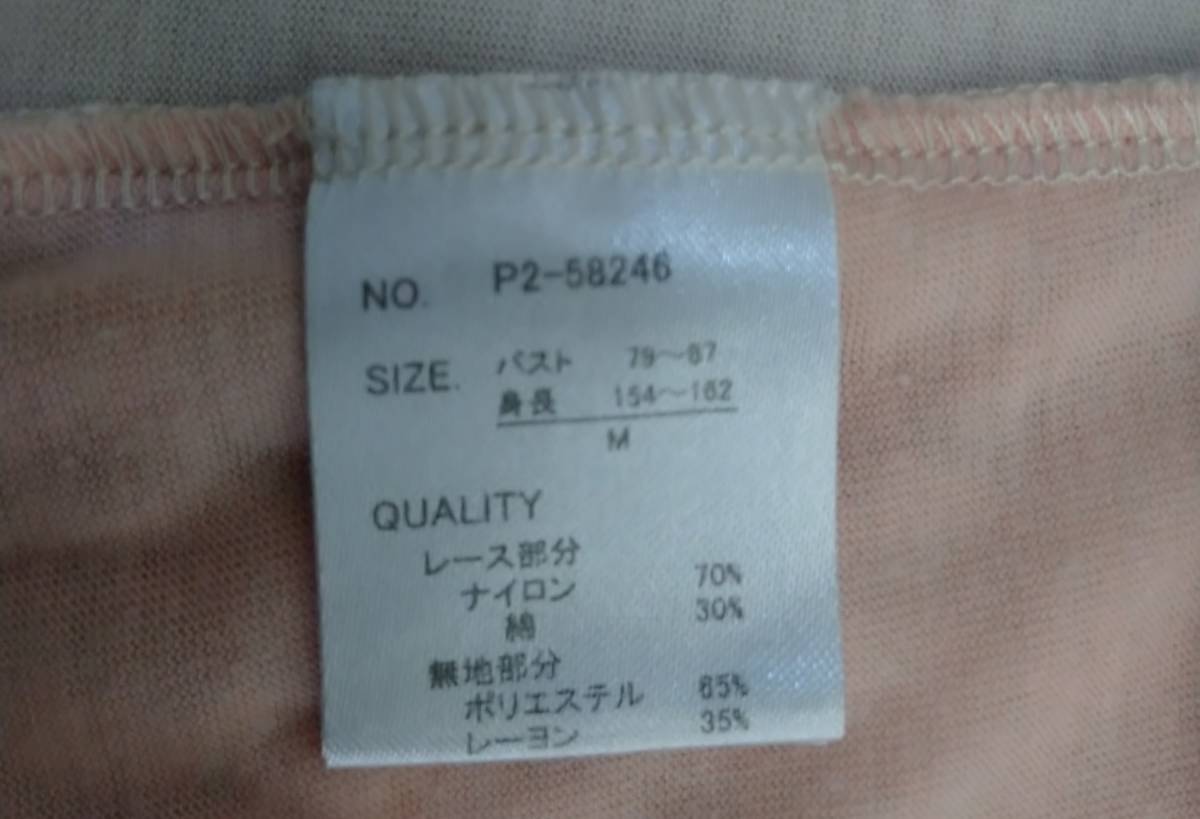 NO. P2-58246
SIZE. バスト 79〜87
身長 154〜162
M
QUALITY
レース部分
ナイロン 70%
綿 30%
無地部分
ポリエステル 65%
レーヨン 35%